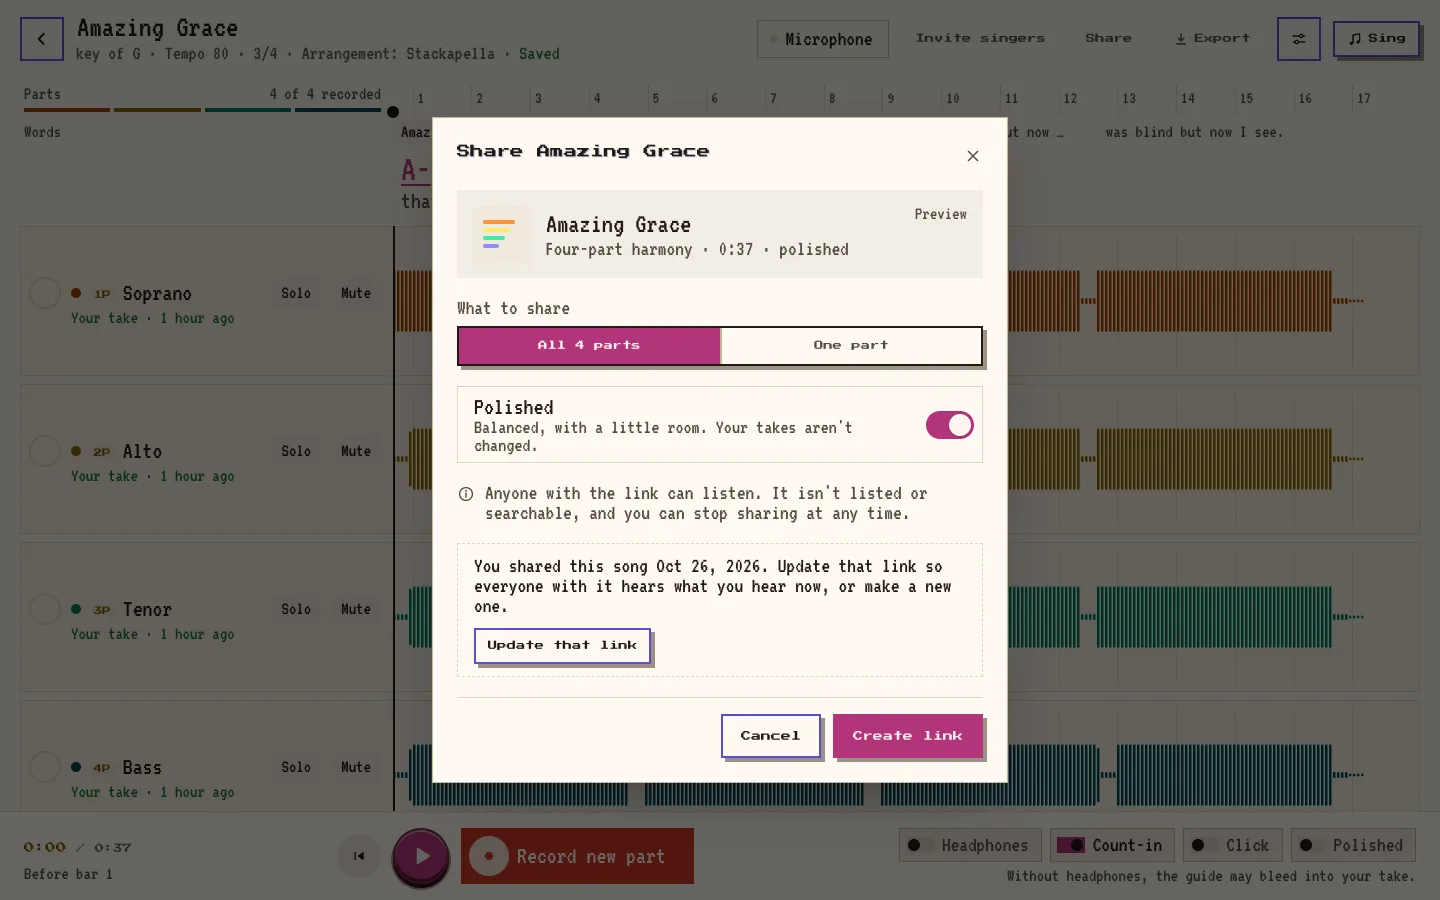 Amazing Grace
key of G · Tempo 80 · 3/4 · Arrangement: Stackapella · Saved
Microphone
Invite singers
Share
Export
Sing
Parts
4 of 4 recorded
1 2 3 4 5 6 7 8 9 10 11 12 13 14 15 16 17
Words
Amaz
ut now …
was blind but now I see.
A-
tha
Share Amazing Grace
Amazing Grace
Preview
Four-part harmony · 0:37 · polished
What to share
All 4 parts
One part
Polished
Balanced, with a little room. Your takes aren't
changed.
Anyone with the link can listen. It isn't listed or
searchable, and you can stop sharing at any time.
You shared this song Oct 26, 2026. Update that link so
everyone with it hears what you hear now, or make a new
one.
Update that link
Cancel
Create link
1P Soprano
Solo
Mute
Your take · 1 hour ago
2P Alto
Solo
Mute
Your take · 1 hour ago
3P Tenor
Solo
Mute
Your take · 1 hour ago
4P Bass
Solo
Mute
Your take · 1 hour ago
0:00 / 0:37
Before bar 1
Record new part
Headphones
Count-in
Click
Polished
Without headphones, the guide may bleed into your take.